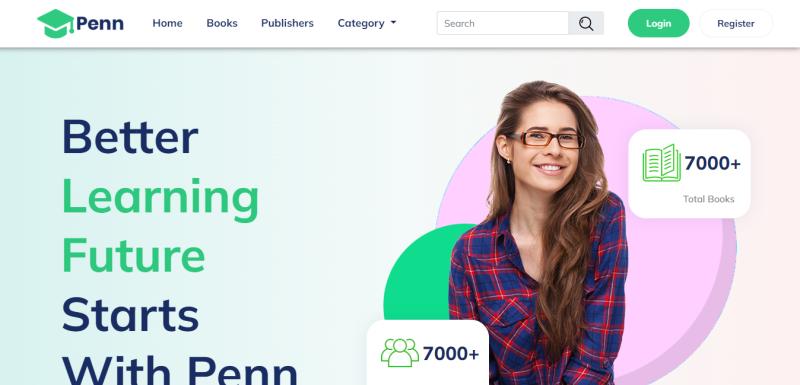 Penn
Home
Books
Publishers
Category
Search
Login
Register
Better
Learning
Future
Starts
With Penn
7000+
Total Books
7000+